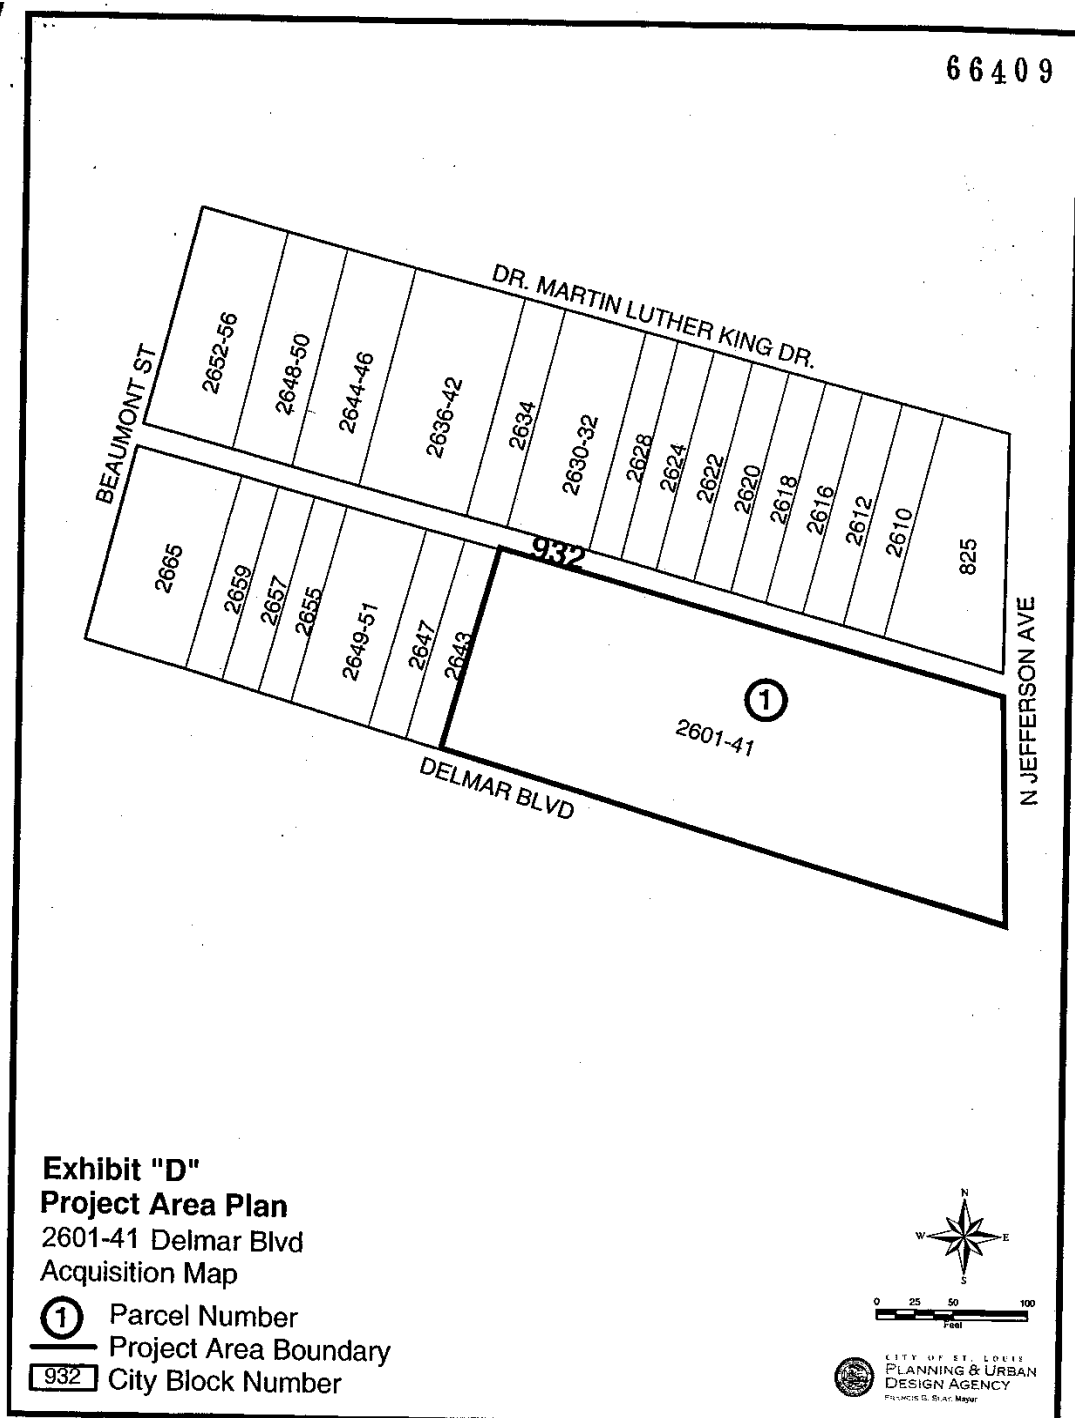 66409
DR. MARTIN LUTHER KING DR.
BEAUMONT ST
2652-56
2648-50
2644-46
2636-42
2634
2630-32
2628
2624
2622
2620
2618
2616
2612
2610
825
932
2665
2659
2657
2655
2649-51
2647
2643
1
2601-41
N JEFFERSON AVE
DELMAR BLVD
Exhibit "D"
Project Area Plan
2601-41 Delmar Blvd
Acquisition Map
1 Parcel Number
Project Area Boundary
932 City Block Number
N
W E
S
0 25 50 100
Feet
CITY OF ST. LOUIS
PLANNING & URBAN
DESIGN AGENCY
FRANCIS G. SLAY, Mayor